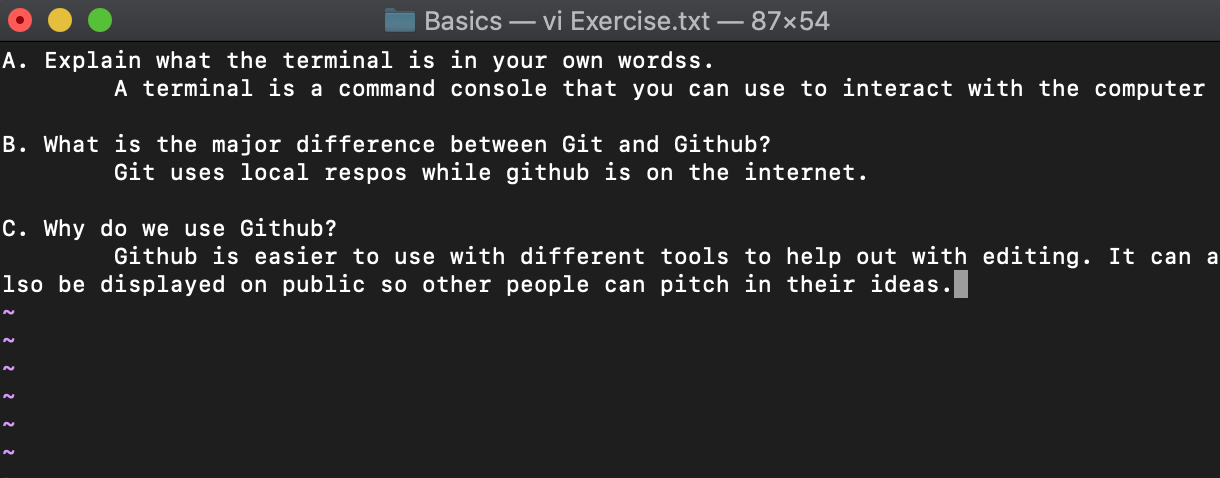 Basics — vi Exercise.txt — 87×54
A. Explain what the terminal is in your own wordss.
A terminal is a command console that you can use to interact with the computer
B. What is the major difference between Git and Github?
Git uses local respos while github is on the internet.
C. Why do we use Github?
Github is easier to use with different tools to help out with editing. It can a
lso be displayed on public so other people can pitch in their ideas.
~
~
~
~
~
~